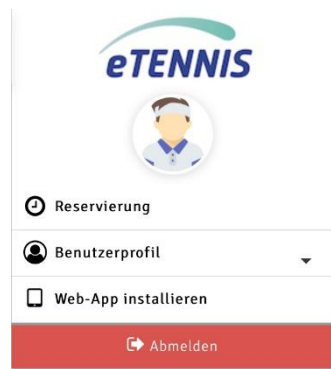 eTENNIS
Reservierung
Benutzerprofil
Web-App installieren
Abmelden